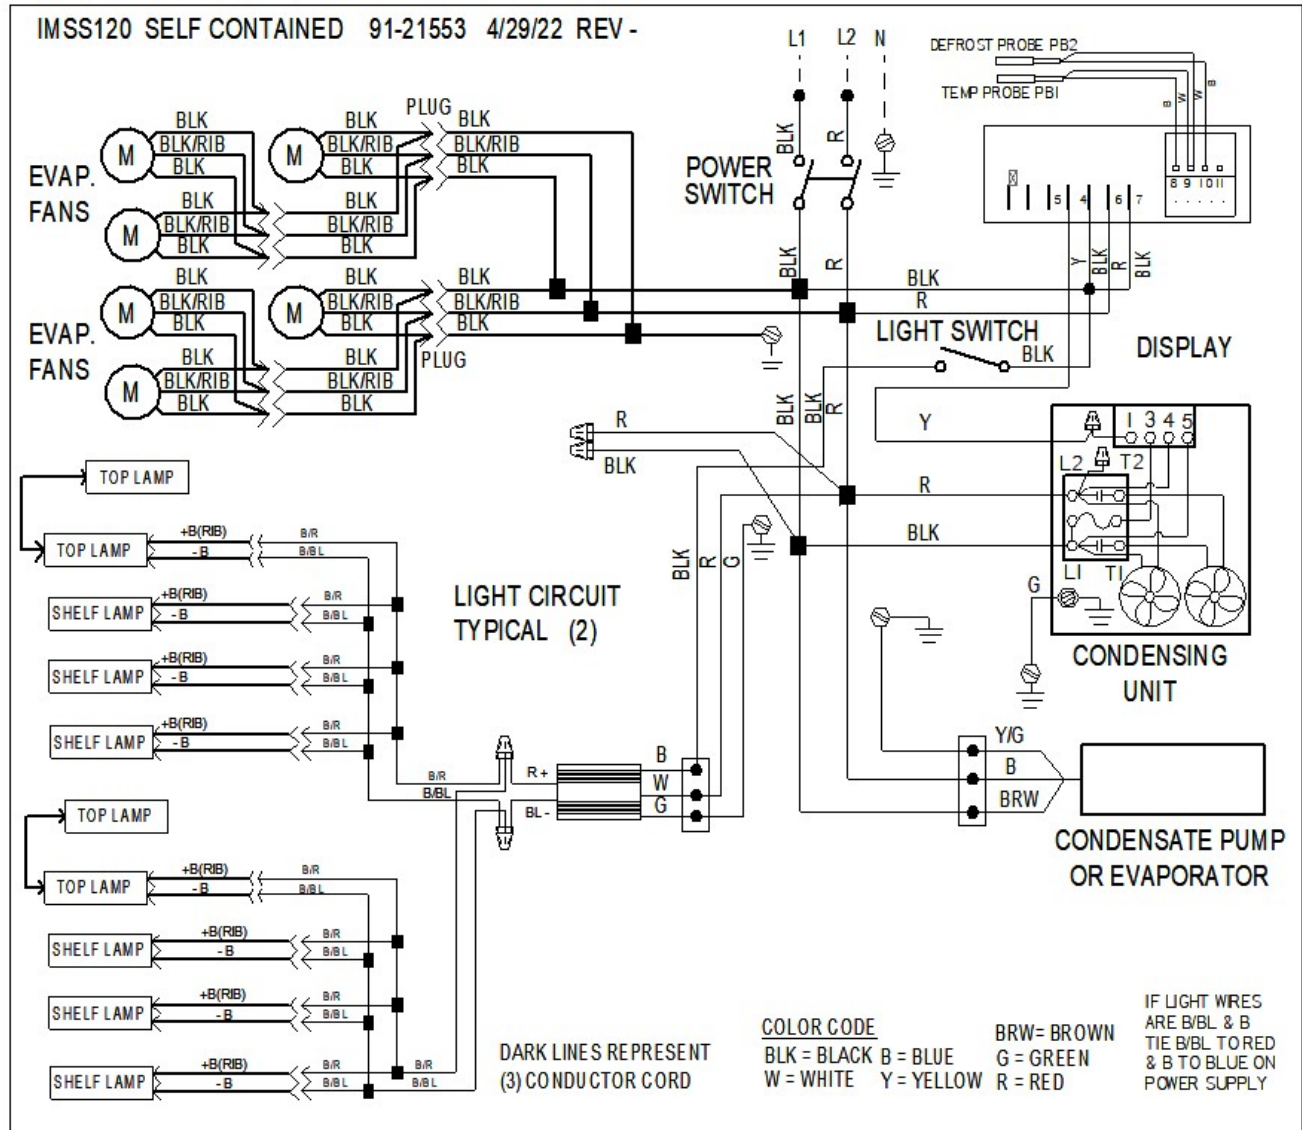 IMSS120 SELF CONTAINED 91-21553 4/29/22 REV -
L1 L2 N
DEFROST PROBE PB2
TEMP PROBE PB1
B W W B
PLUG
BLK BLK BLK
BLK/RIB BLK/RIB BLK/RIB
BLK BLK BLK
M M
EVAP.
FANS
M
BLK BLK
BLK/RIB BLK/RIB
BLK BLK
BLK R
POWER
SWITCH
5 4 6 7
8 9 10 11
BLK R
Y BLK R BLK
BLK BLK BLK
BLK/RIB BLK/RIB BLK/RIB
BLK BLK BLK
M M
EVAP.
FANS
M
BLK BLK
BLK/RIB BLK/RIB
BLK BLK
PLUG
BLK
R
LIGHT SWITCH
BLK
DISPLAY
BLK BLK R
R
BLK
Y
1 3 4 5
L2 T2
R
BLK
L1 T1
G
CONDENSING
UNIT
TOP LAMP
TOP LAMP
+B(RIB) B/R
-B B/BL
SHELF LAMP
+B(RIB) B/R
-B B/BL
SHELF LAMP
+B(RIB) B/R
-B B/BL
SHELF LAMP
+B(RIB) B/R
-B B/BL
LIGHT CIRCUIT
TYPICAL (2)
BLK R G
B/R
B/BL
R +
BL -
B
W
G
Y/G
B
BRW
CONDENSATE PUMP
OR EVAPORATOR
TOP LAMP
TOP LAMP
+B(RIB) B/R
-B B/BL
SHELF LAMP
+B(RIB) B/R
-B B/BL
SHELF LAMP
+B(RIB) B/R
-B B/BL
SHELF LAMP
+B(RIB) B/R B/R
-B B/BL B/BL
DARK LINES REPRESENT
(3) CONDUCTOR CORD
COLOR CODE
BLK = BLACK B = BLUE
W = WHITE Y = YELLOW
BRW= BROWN
G = GREEN
R = RED
IF LIGHT WIRES
ARE B/BL & B
TIE B/BL TO RED
& B TO BLUE ON
POWER SUPPLY